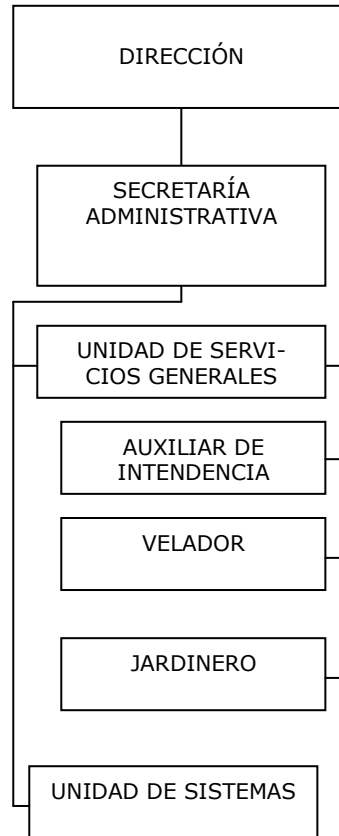 DIRECCIÓN
SECRETARÍA
ADMINISTRATIVA
UNIDAD DE SERVI-
CIOS GENERALES
AUXILIAR DE
INTENDENCIA
VELADOR
JARDINERO
UNIDAD DE SISTEMAS